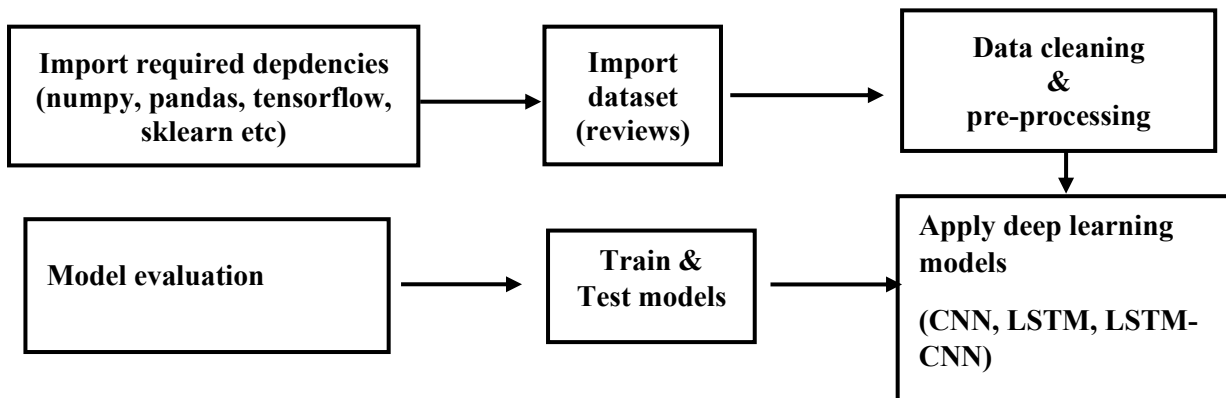 Import required depdencies
(numpy, pandas, tensorflow,
sklearn etc)
Import
dataset
(reviews)
Data cleaning
&
pre-processing
Model evaluation
Train &
Test models
Apply deep learning
models
(CNN, LSTM, LSTM-
CNN)